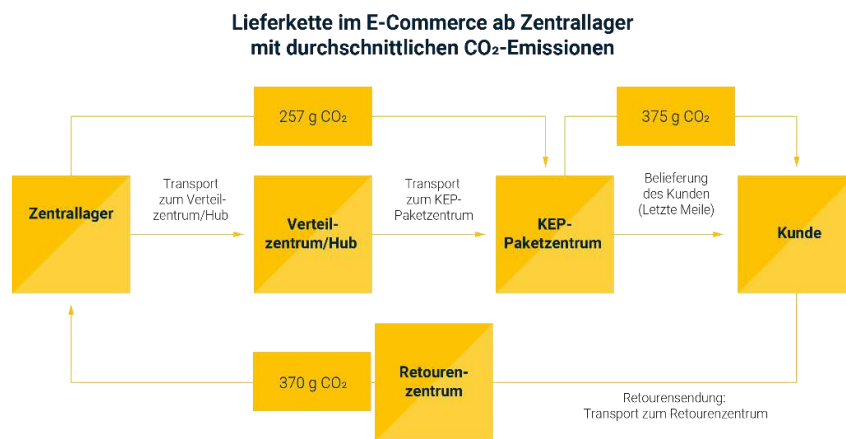 Lieferkette im E-Commerce ab Zentrallager
mit durchschnittlichen CO₂-Emissionen
257 g CO₂
375 g CO₂
Zentrallager
Transport
zum Verteil-
zentrum/Hub
Verteil-
zentrum/Hub
Transport
zum KEP-
Paketzentrum
KEP-
Paketzentrum
Belieferung
des Kunden
(Letzte Meile)
Kunde
370 g CO₂
Retouren-
zentrum
Retourensendung:
Transport zum Retourenzentrum